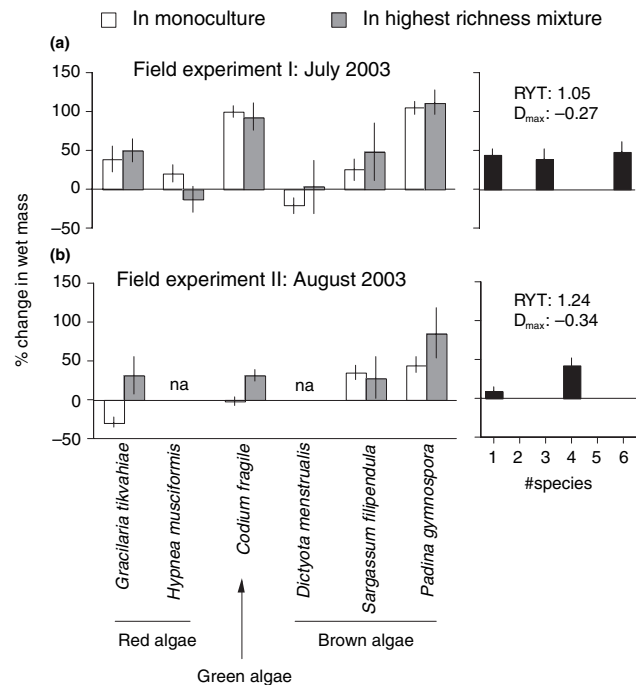 In monoculture
In highest richness mixture
(a)
Field experiment I: July 2003
150
100
50
0
–50
RYT: 1.05
Dmax: –0.27
% change in wet mass
(b)
Field experiment II: August 2003
150
100
50
0
–50
na
na
RYT: 1.24
Dmax: –0.34
1 2 3 4 5 6
#species
Gracilaria tikvahiae
Hypnea musciformis
Codium fragile
Dictyota menstrualis
Sargassum filipendula
Padina gymnospora
Red algae
Brown algae
Green algae